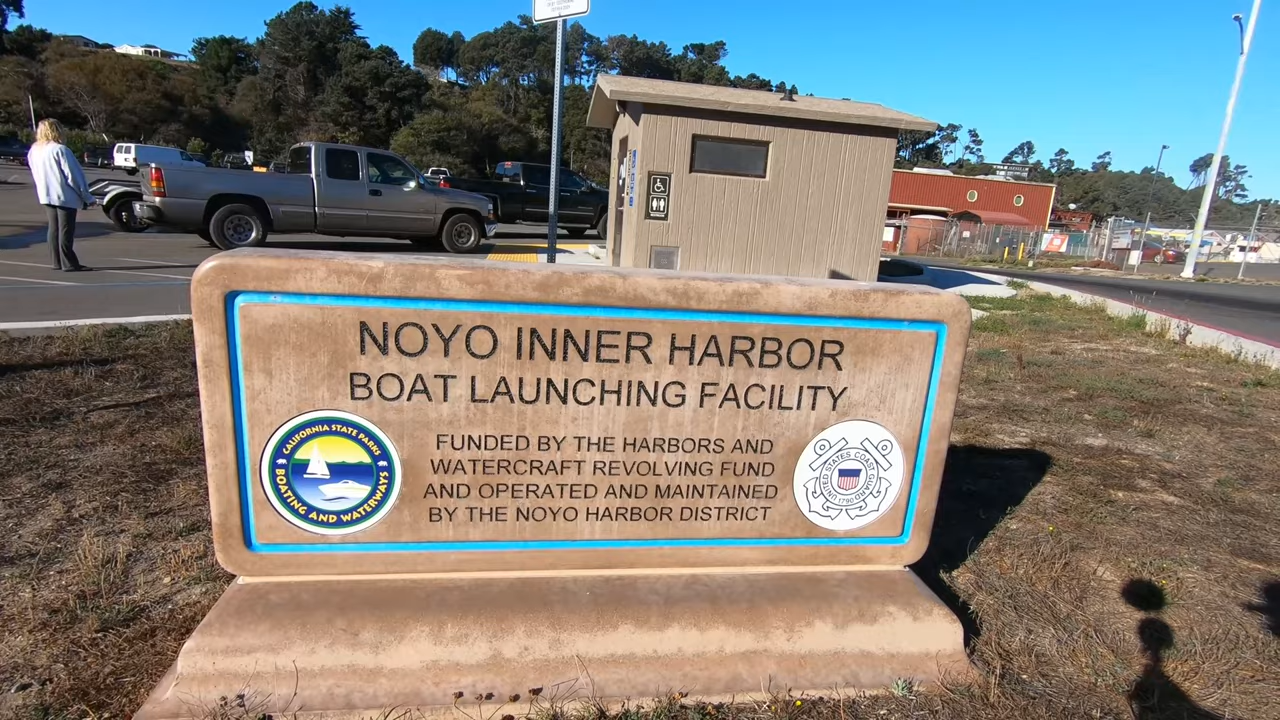 NOYO INNER HARBOR
BOAT LAUNCHING FACILITY
FUNDED BY THE HARBORS AND
WATERCRAFT REVOLVING FUND
AND OPERATED AND MAINTAINED
BY THE NOYO HARBOR DISTRICT
CALIFORNIA STATE PARKS
BOATING AND WATERWAYS
UNITED STATES COAST GUARD
1790